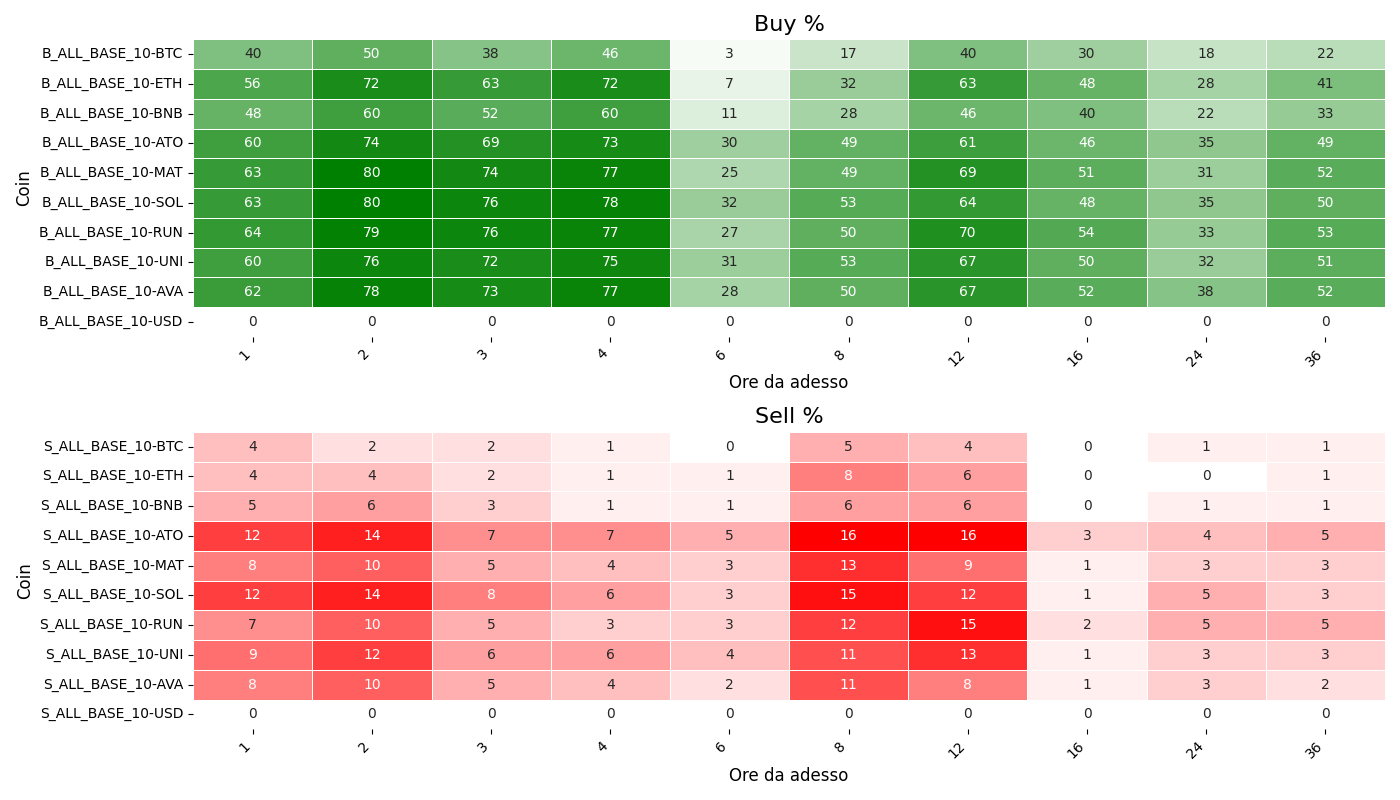 Buy %
Coin
B_ALL_BASE_10-BTC 40 50 38 46 3 17 40 30 18 22
B_ALL_BASE_10-ETH 56 72 63 72 7 32 63 48 28 41
B_ALL_BASE_10-BNB 48 60 52 60 11 28 46 40 22 33
B_ALL_BASE_10-ATO 60 74 69 73 30 49 61 46 35 49
B_ALL_BASE_10-MAT 63 80 74 77 25 49 69 51 31 52
B_ALL_BASE_10-SOL 63 80 76 78 32 53 64 48 35 50
B_ALL_BASE_10-RUN 64 79 76 77 27 50 70 54 33 53
B_ALL_BASE_10-UNI 60 76 72 75 31 53 67 50 32 51
B_ALL_BASE_10-AVA 62 78 73 77 28 50 67 52 38 52
B_ALL_BASE_10-USD 0 0 0 0 0 0 0 0 0 0
1 2 3 4 6 8 12 16 24 36
Ore da adesso
Sell %
Coin
S_ALL_BASE_10-BTC 4 2 2 1 0 5 4 0 1 1
S_ALL_BASE_10-ETH 4 4 2 1 1 8 6 0 0 1
S_ALL_BASE_10-BNB 5 6 3 1 1 6 6 0 1 1
S_ALL_BASE_10-ATO 12 14 7 7 5 16 16 3 4 5
S_ALL_BASE_10-MAT 8 10 5 4 3 13 9 1 3 3
S_ALL_BASE_10-SOL 12 14 8 6 3 15 12 1 5 3
S_ALL_BASE_10-RUN 7 10 5 3 3 12 15 2 5 5
S_ALL_BASE_10-UNI 9 12 6 6 4 11 13 1 3 3
S_ALL_BASE_10-AVA 8 10 5 4 2 11 8 1 3 2
S_ALL_BASE_10-USD 0 0 0 0 0 0 0 0 0 0
1 2 3 4 6 8 12 16 24 36
Ore da adesso